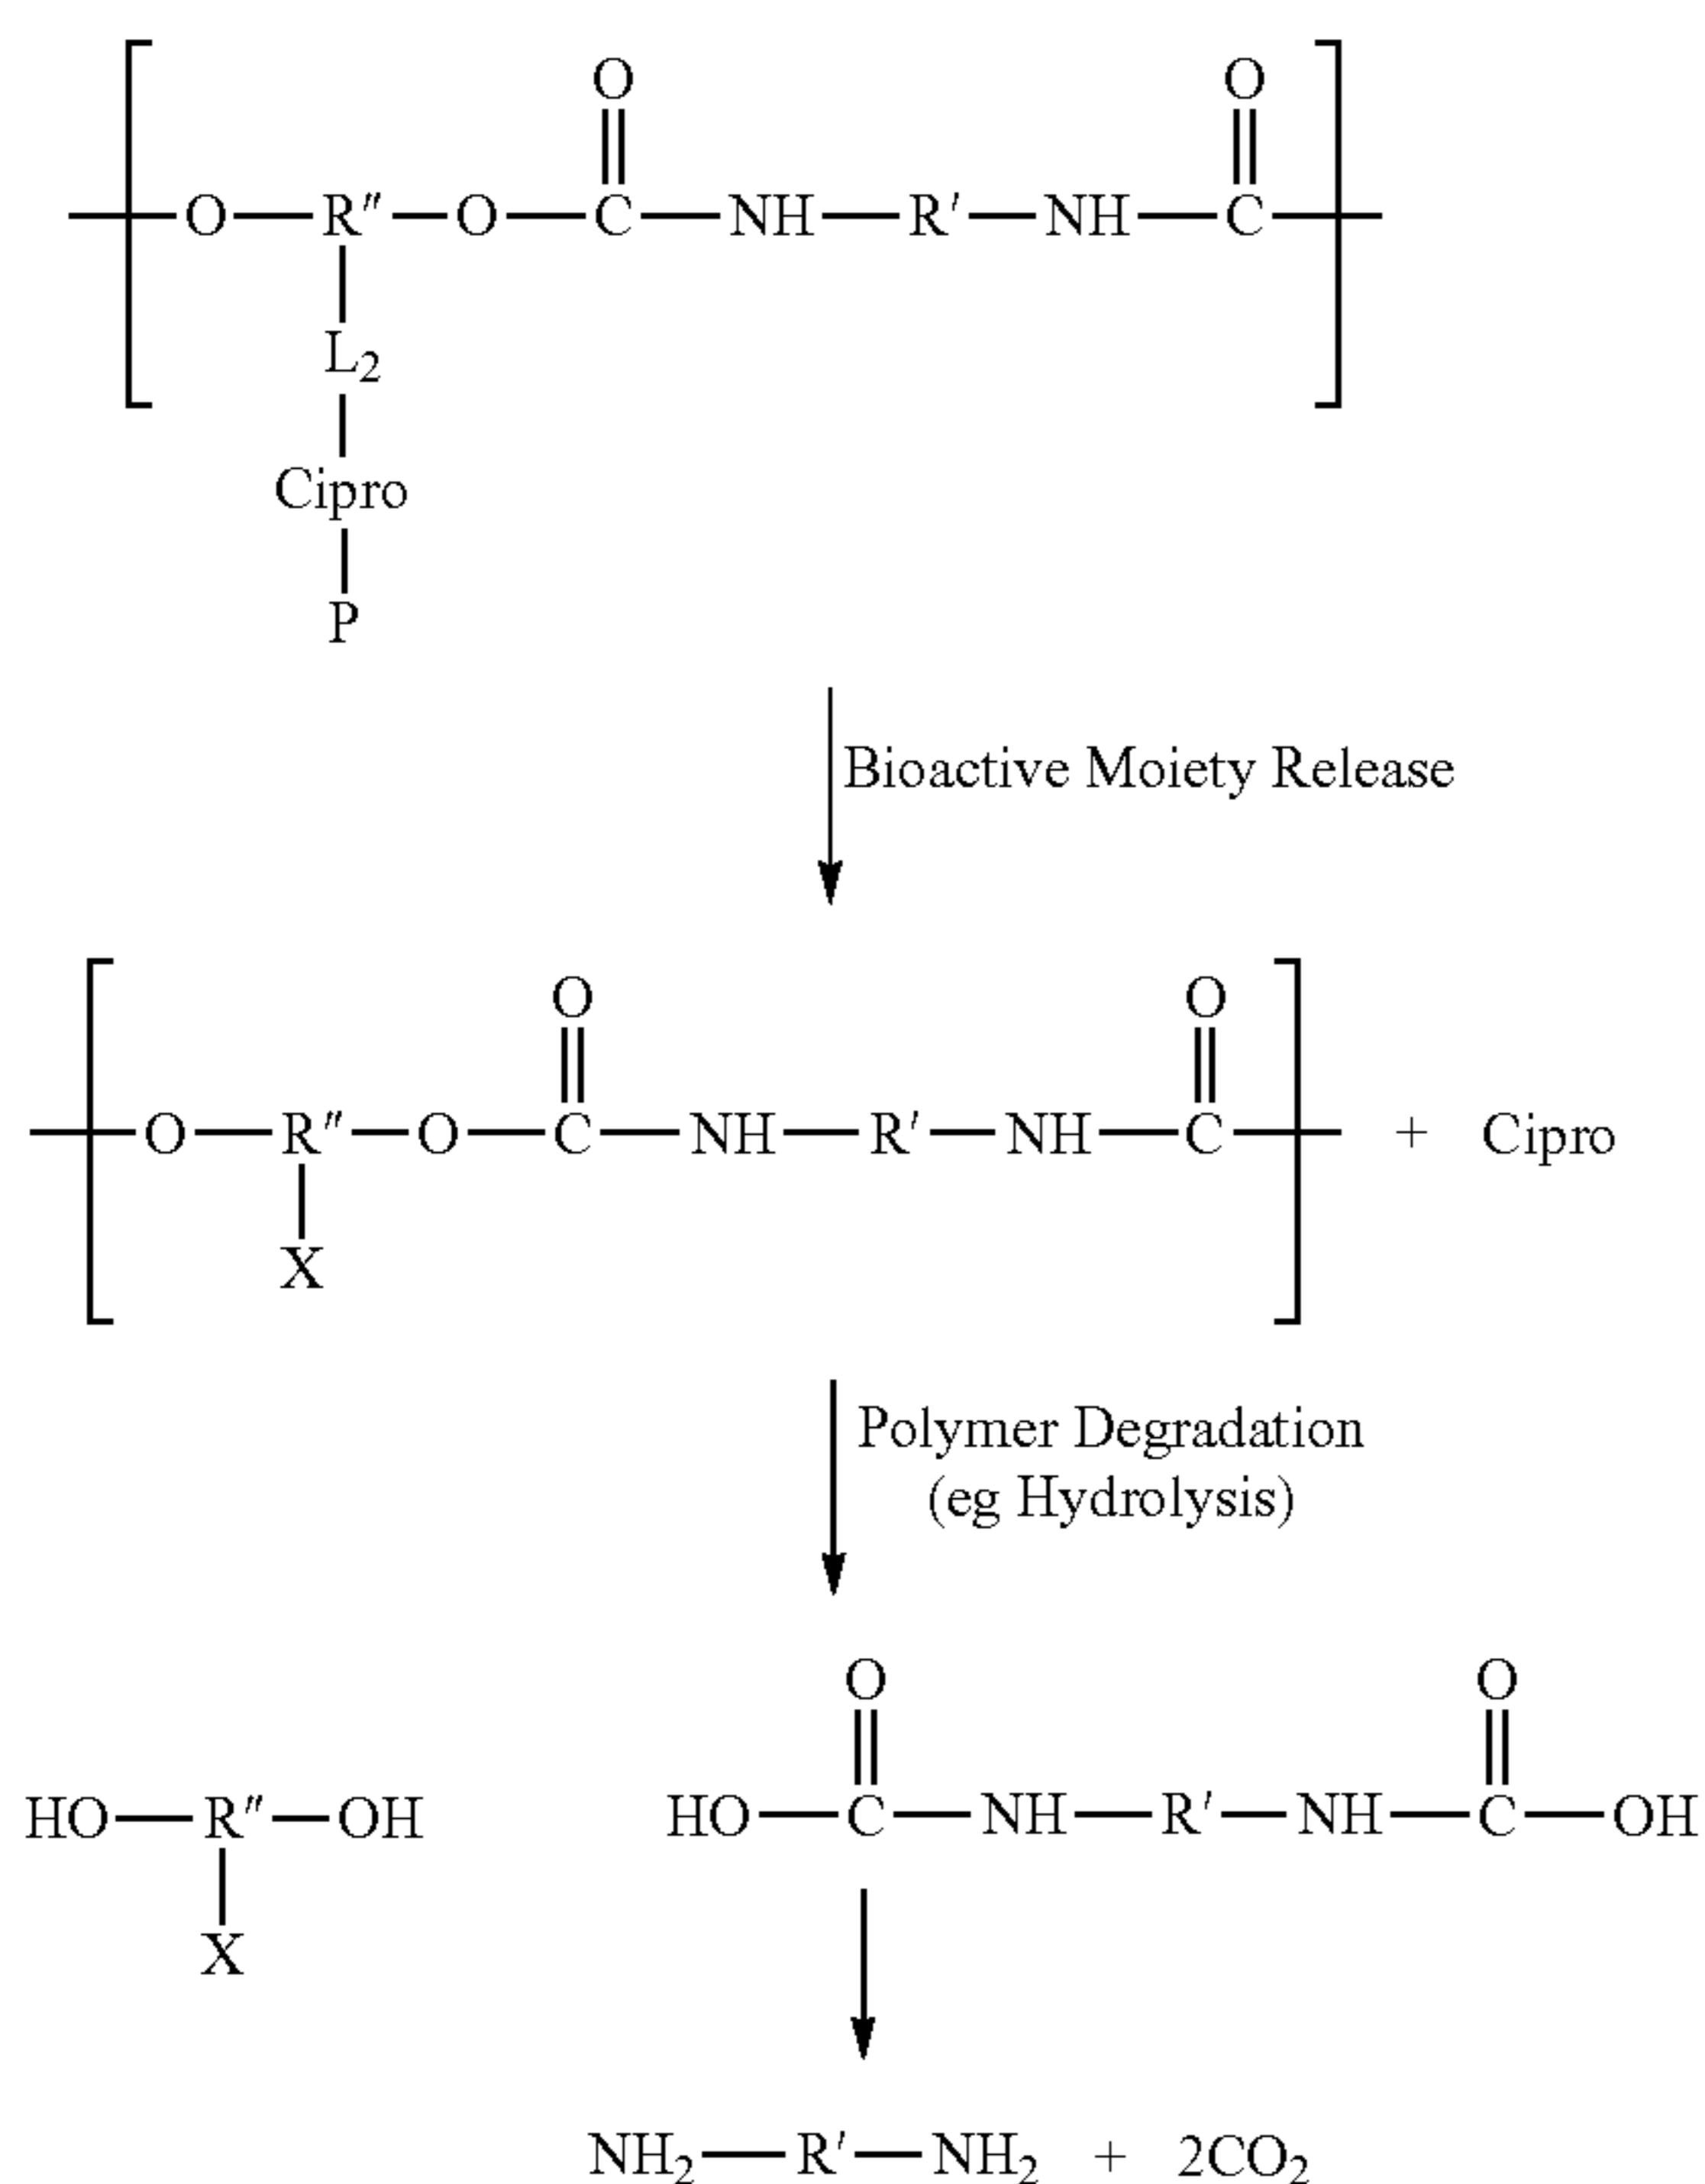 O O
O R″ O C NH R′ NH C
L2
Cipro
P
Bioactive Moiety Release
O O
O R″ O C NH R′ NH C + Cipro
X
Polymer Degradation
(eg Hydrolysis)
O O
HO R″ OH HO C NH R′ NH C OH
X
NH2 R′ NH2 + 2CO2